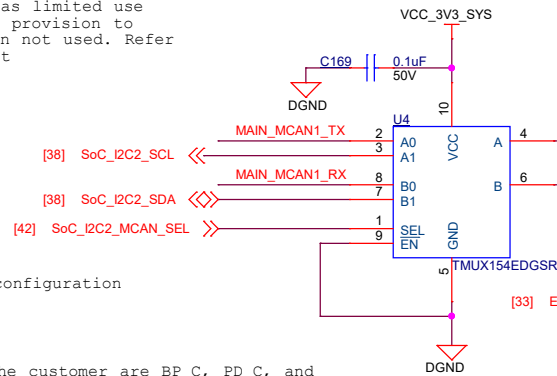 as limited use
provision to
n not used. Refer
t
VCC_3V3_SYS
C169
0.1uF
50V
DGND
U4
10
MAIN_MCAN1_TX
2
A0
VCC
A
4
[38] SoC_I2C2_SCL
3
A1
MAIN_MCAN1_RX
8
B0
B
6
[38] SoC_I2C2_SDA
7
B1
[42] SoC_I2C2_MCAN_SEL
1
SEL
9
EN
GND
5
TMUX154EDGSR
onfiguration
[33] E
DGND
ne customer are BP C, PD C, and